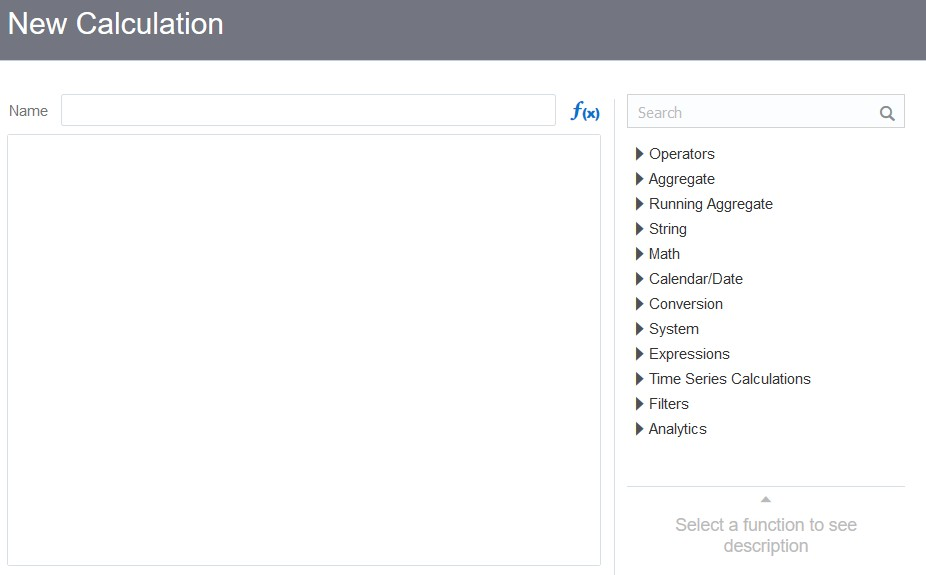 New Calculation
Name
f(x)
Search
Operators
Aggregate
Running Aggregate
String
Math
Calendar/Date
Conversion
System
Expressions
Time Series Calculations
Filters
Analytics
Select a function to see
description